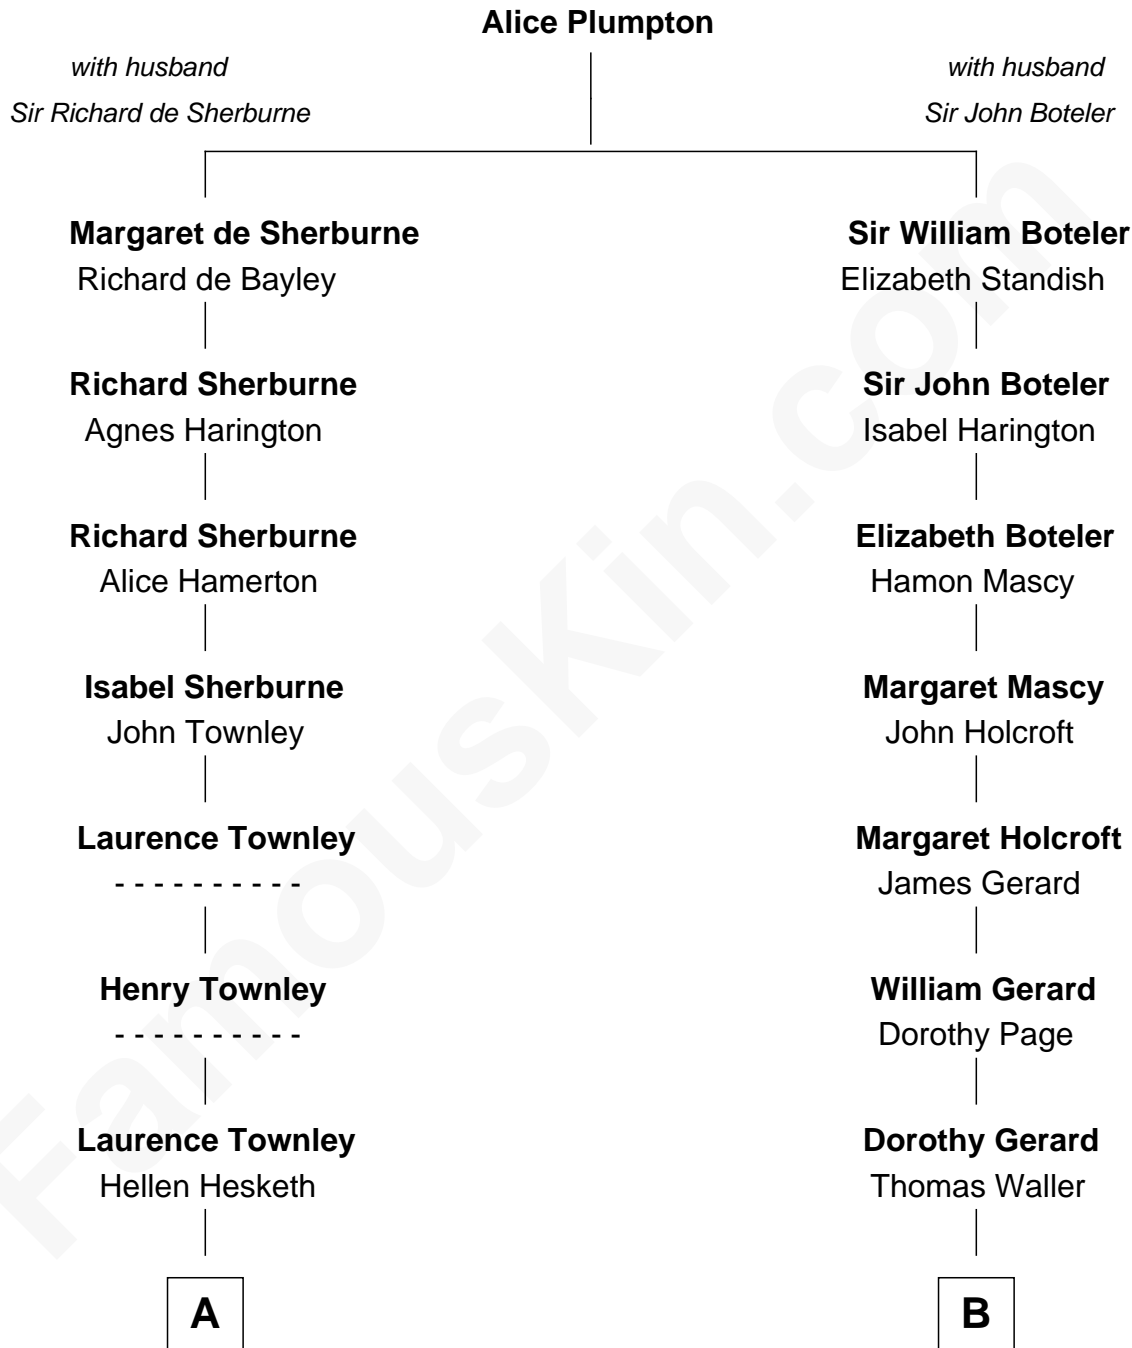 Alice Plumpton
with husband
Sir Richard de Sherburne
with husband
Sir John Boteler
Margaret de Sherburne
Richard de Bayley
Sir William Boteler
Elizabeth Standish
Richard Sherburne
Agnes Harington
Sir John Boteler
Isabel Harington
Richard Sherburne
Alice Hamerton
Elizabeth Boteler
Hamon Mascy
Isabel Sherburne
John Townley
Margaret Mascy
John Holcroft
Laurence Townley
- - - - - - - - - -
Margaret Holcroft
James Gerard
Henry Townley
- - - - - - - - - -
William Gerard
Dorothy Page
Laurence Townley
Hellen Hesketh
Dorothy Gerard
Thomas Waller
A
B
FamousKin.com